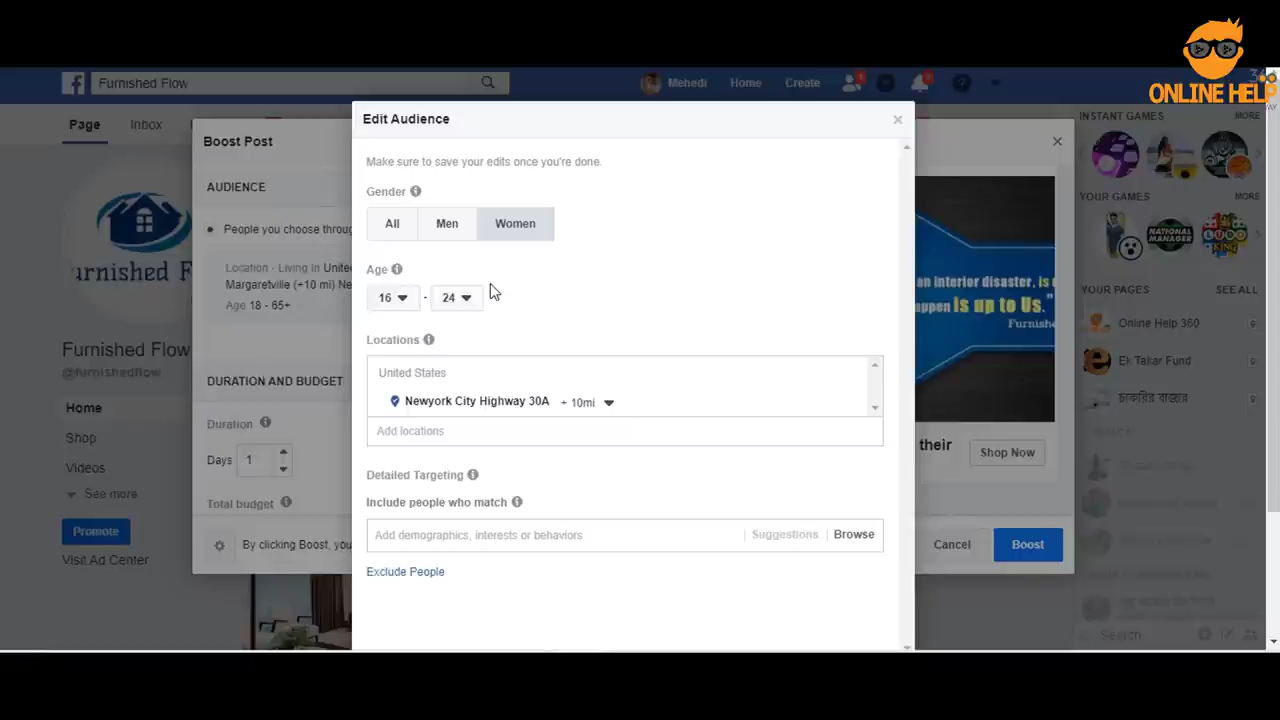 ONLINE HELP
Furnished Flow
Mehedi
Home
Create
Page
Inbox
Boost Post
AUDIENCE
People you choose throug
Location - Living in Unite
Margaretville (+10 mi) Ne
Age 18 - 65+
DURATION AND BUDGET
Duration
Days 1
Total budget
By clicking Boost, you
Furnished Flow
@furnishedflow
Home
Shop
Videos
See more
Promote
Visit Ad Center
Edit Audience
Make sure to save your edits once you're done.
Gender
All Men Women
Age
16 - 24
Locations
United States
Newyork City Highway 30A + 10mi
Add locations
Detailed Targeting
Include people who match
Add demographics, interests or behaviors Suggestions Browse
Exclude People
an interior disaster, is
appen is up to Us."
Furnish
their
Shop Now
Cancel
Boost
INSTANT GAMES MORE
YOUR GAMES MORE
NATIONAL
MANAGER
LUDO
KING
YOUR PAGES SEE ALL
Online Help 360
Ek Takar Fund
চাকরির বাজার
Search